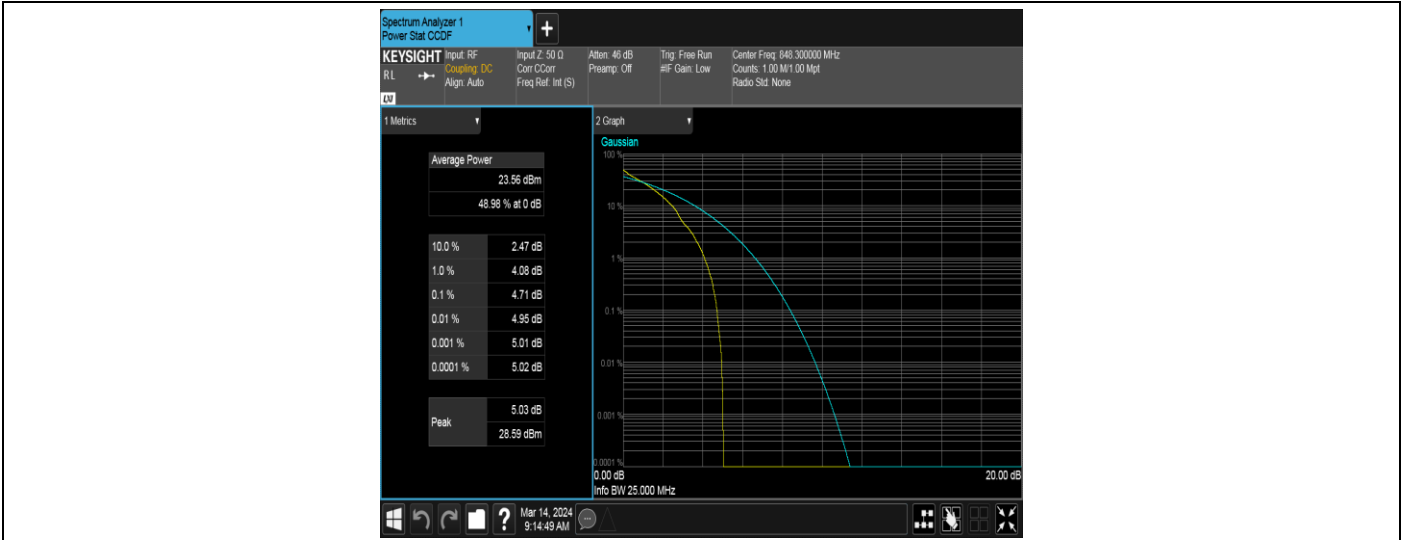 Spectrum Analyzer 1
Power Stat CCDF
+
KEYSIGHT
RL
LXI
Input: RF
Coupling: DC
Align: Auto
Input Z: 50 Ω
Corr CCorr
Freq Ref: Int (S)
Atten: 46 dB
Preamp: Off
Trig: Free Run
#IF Gain: Low
Center Freq: 848.300000 MHz
Counts: 1.00 M/1.00 Mpt
Radio Std: None
1 Metrics
Average Power
23.56 dBm
48.98 % at 0 dB
10.0 % 2.47 dB
1.0 % 4.08 dB
0.1 % 4.71 dB
0.01 % 4.95 dB
0.001 % 5.01 dB
0.0001 % 5.02 dB
Peak
5.03 dB
28.59 dBm
2 Graph
Gaussian
100 %
10 %
1 %
0.1 %
0.01 %
0.001 %
0.0001 %
0.00 dB 20.00 dB
Info BW 25.000 MHz
?
Mar 14, 2024
9:14:49 AM